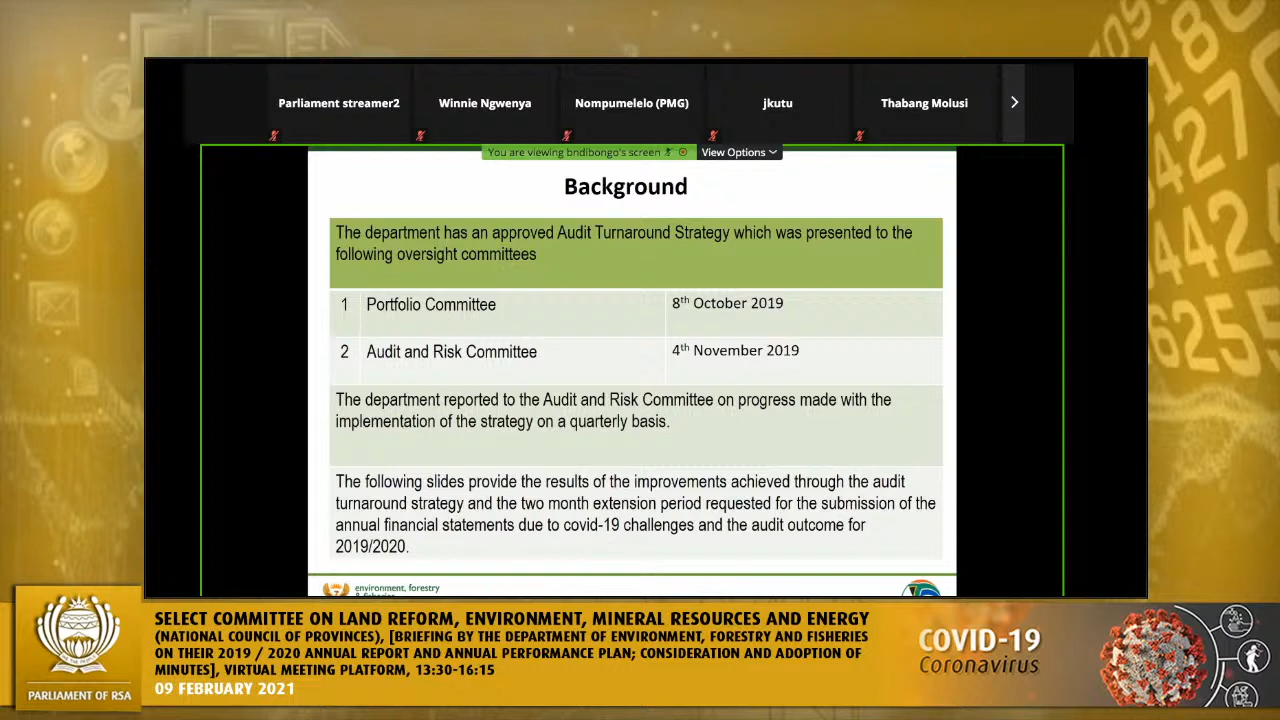 Parliament streamer2
Winnie Ngwenya
Nompumelelo (PMG)
jkutu
Thabang Molusi
You are viewing bndibongo's screen
View Options
Background
The department has an approved Audit Turnaround Strategy which was presented to the
following oversight committees
1 Portfolio Committee 8th October 2019
2 Audit and Risk Committee 4th November 2019
The department reported to the Audit and Risk Committee on progress made with the
implementation of the strategy on a quarterly basis.
The following slides provide the results of the improvements achieved through the audit
turnaround strategy and the two month extension period requested for the submission of the
annual financial statements due to covid-19 challenges and the audit outcome for
2019/2020.
environment, forestry
& fisheries
SELECT COMMITTEE ON LAND REFORM, ENVIRONMENT, MINERAL RESOURCES AND ENERGY
(NATIONAL COUNCIL OF PROVINCES), [BRIEFING BY THE DEPARTMENT OF ENVIRONMENT, FORESTRY AND FISHERIES
ON THEIR 2019 / 2020 ANNUAL REPORT AND ANNUAL PERFORMANCE PLAN; CONSIDERATION AND ADOPTION OF
MINUTES], VIRTUAL MEETING PLATFORM, 13:30-16:15
09 FEBRUARY 2021
PARLIAMENT OF RSA
COVID-19
Coronavirus